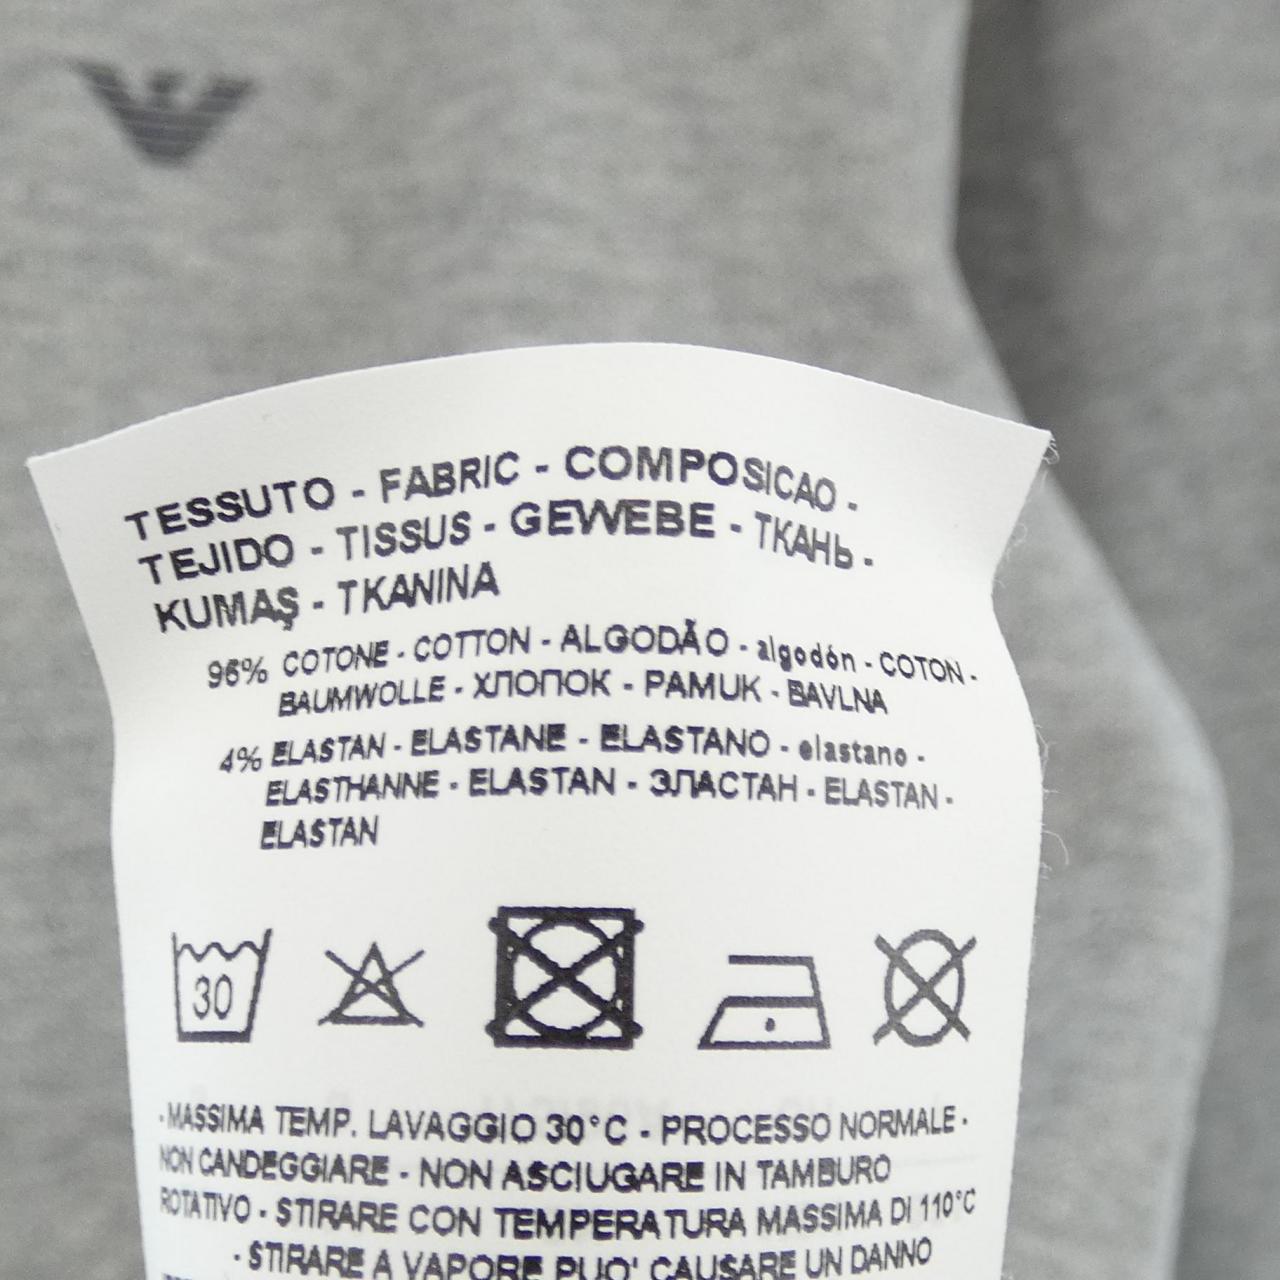 TESSUTO - FABRIC - COMPOSICAO -
TEJIDO - TISSUS - GEWEBE - ТКАНЬ -
KUMAŞ - TKANINA
96% COTONE - COTTON - ALGODÃO - algodón - COTON -
BAUMWOLLE - ХЛОПОК - PAMUK - BAVLNA
4% ELASTAN - ELASTANE - ELASTANO - elastano -
ELASTHANNE - ELASTAN - ЭЛАСТАН - ELASTAN -
ELASTAN
30
- MASSIMA TEMP. LAVAGGIO 30°C - PROCESSO NORMALE -
NON CANDEGGIARE - NON ASCIUGARE IN TAMBURO
ROTATIVO - STIRARE CON TEMPERATURA MASSIMA DI 110°C
- STIRARE A VAPORE PUO' CAUSARE UN DANNO